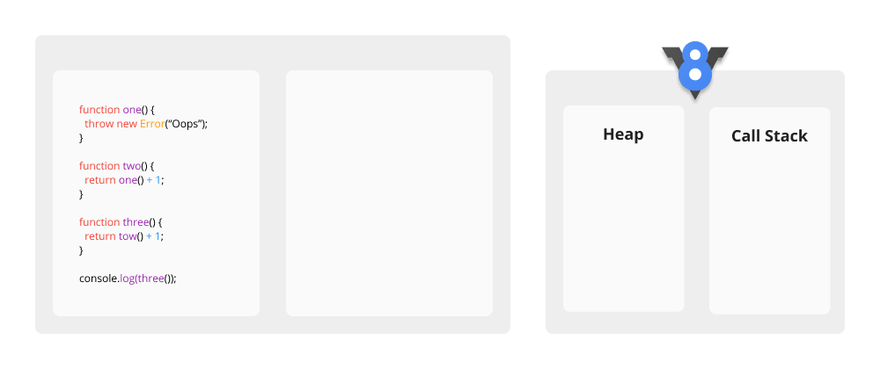 function one() {
throw new Error("Oops");
}
function two() {
return one() + 1;
}
function three() {
return tow() + 1;
}
console.log(three());
8
Heap
Call Stack